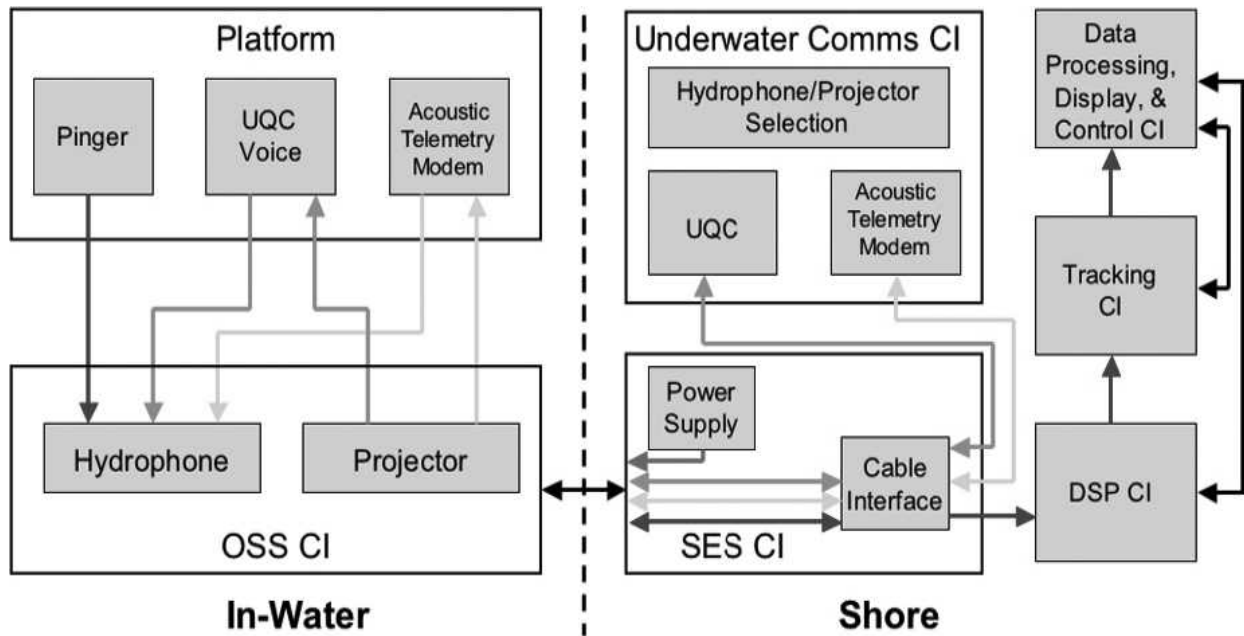 Platform
Pinger
UQC
Voice
Acoustic
Telemetry
Modem
Hydrophone
Projector
OSS CI
In-Water
Underwater Comms CI
Hydrophone/Projector
Selection
UQC
Acoustic
Telemetry
Modem
Power
Supply
Cable
Interface
SES CI
Data
Processing,
Display, &
Control CI
Tracking
CI
DSP CI
Shore